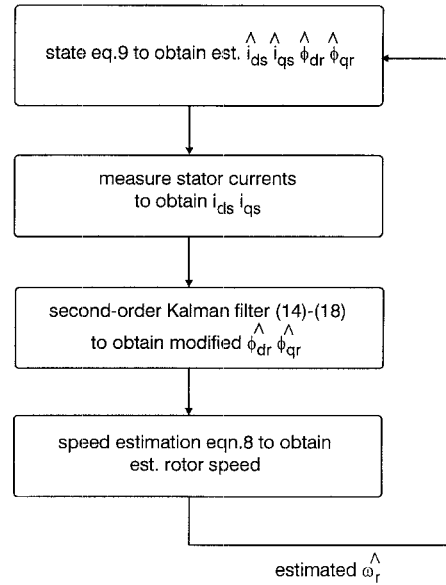 state eq.9 to obtain est. î_ds î_qs ϕ̂_dr ϕ̂_qr
measure stator currents
to obtain i_ds i_qs
second-order Kalman filter (14)-(18)
to obtain modified ϕ̂_dr ϕ̂_qr
speed estimation eqn.8 to obtain
est. rotor speed
estimated ω̂_r